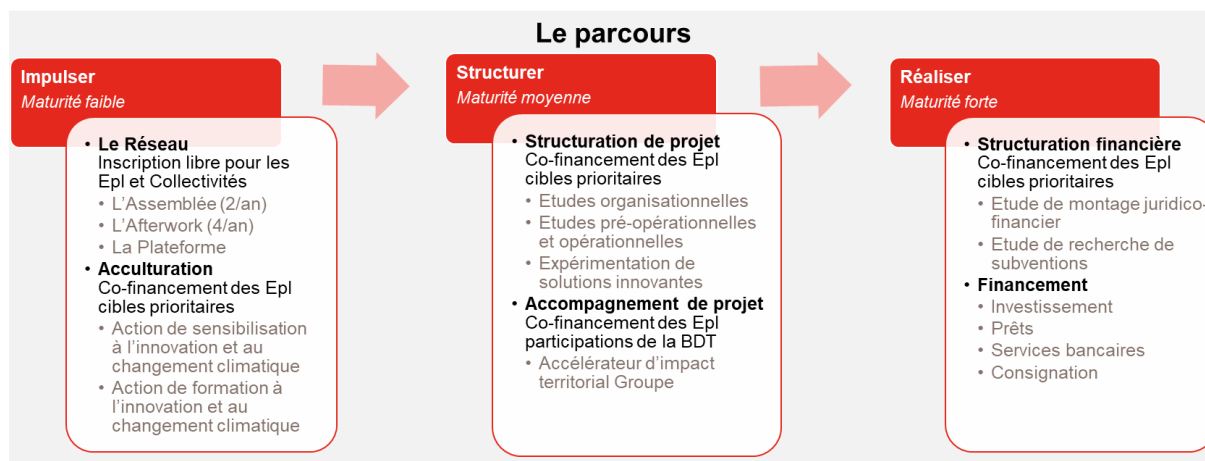 Le parcours
Impulser
Maturité faible
• Le Réseau
Inscription libre pour les
Epl et Collectivités
• L’Assemblée (2/an)
• L’Afterwork (4/an)
• La Plateforme
• Acculturation
Co-financement des Epl
cibles prioritaires
• Action de sensibilisation
à l’innovation et au
changement climatique
• Action de formation à
l’innovation et au
changement climatique
Structurer
Maturité moyenne
• Structuration de projet
Co-financement des Epl
cibles prioritaires
• Etudes organisationnelles
• Etudes pré-opérationnelles
et opérationnelles
• Expérimentation de
solutions innovantes
• Accompagnement de projet
Co-financement des Epl
participations de la BDT
• Accélérateur d’impact
territorial Groupe
Réaliser
Maturité forte
• Structuration financière
Co-financement des Epl
cibles prioritaires
• Etude de montage juridico-
financier
• Etude de recherche de
subventions
• Financement
• Investissement
• Prêts
• Services bancaires
• Consignation